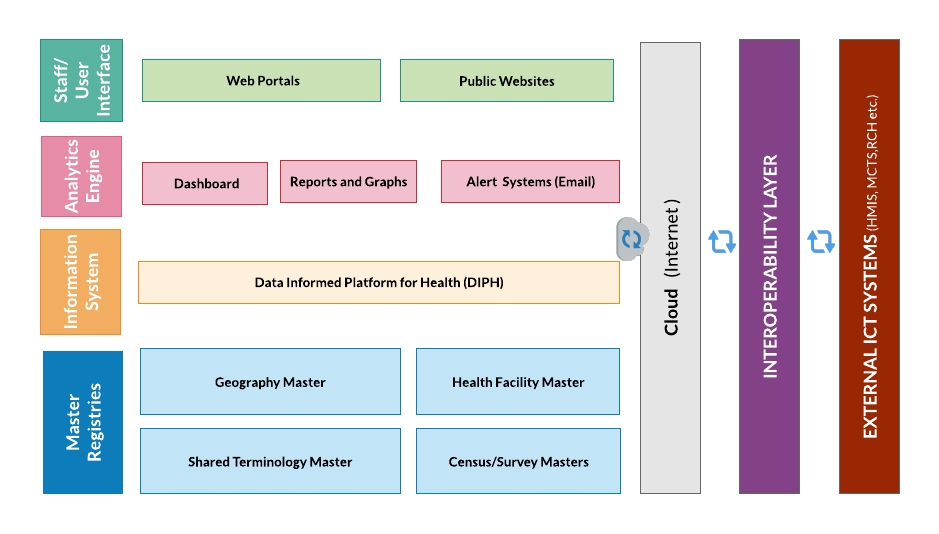 Staff/
User
Interface
Web Portals
Public Websites
Analytics
Engine
Dashboard
Reports and Graphs
Alert Systems (Email)
Information
System
Data Informed Platform for Health (DIPH)
Master
Registries
Geography Master
Health Facility Master
Shared Terminology Master
Census/Survey Masters
Cloud (Internet )
INTEROPERABILITY LAYER
EXTERNAL ICT SYSTEMS (HMIS, MCTS,RCH etc.)